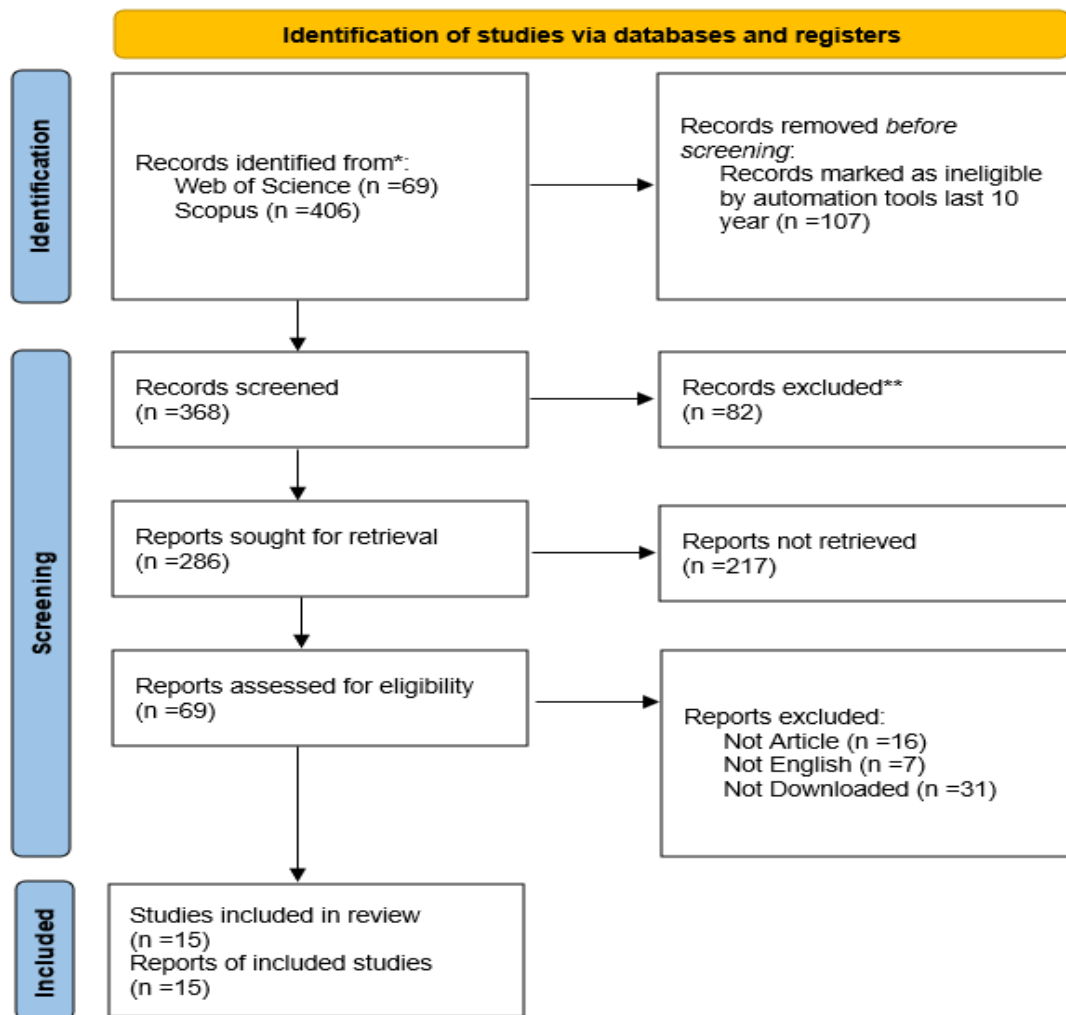 Identification of studies via databases and registers
Identification
Records identified from*:
Web of Science (n =69)
Scopus (n =406)
Records removed before
screening:
Records marked as ineligible
by automation tools last 10
year (n =107)
Screening
Records screened
(n =368)
Records excluded**
(n =82)
Reports sought for retrieval
(n =286)
Reports not retrieved
(n =217)
Reports assessed for eligibility
(n =69)
Reports excluded:
Not Article (n =16)
Not English (n =7)
Not Downloaded (n =31)
Included
Studies included in review
(n =15)
Reports of included studies
(n =15)